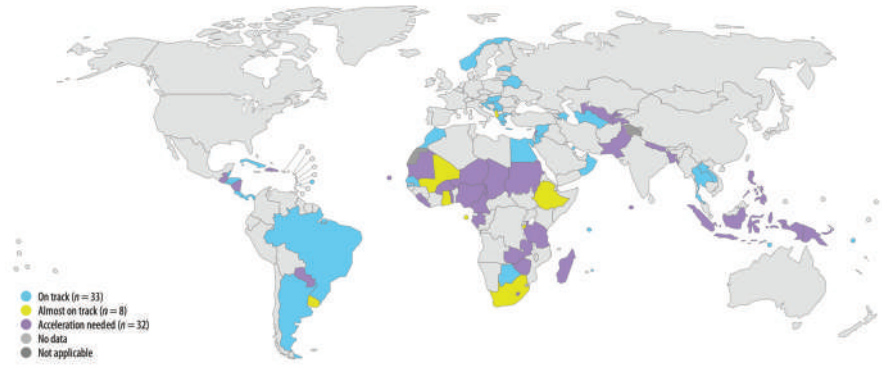 On track (n = 33)
Almost on track (n = 8)
Acceleration needed (n = 32)
No data
Not applicable